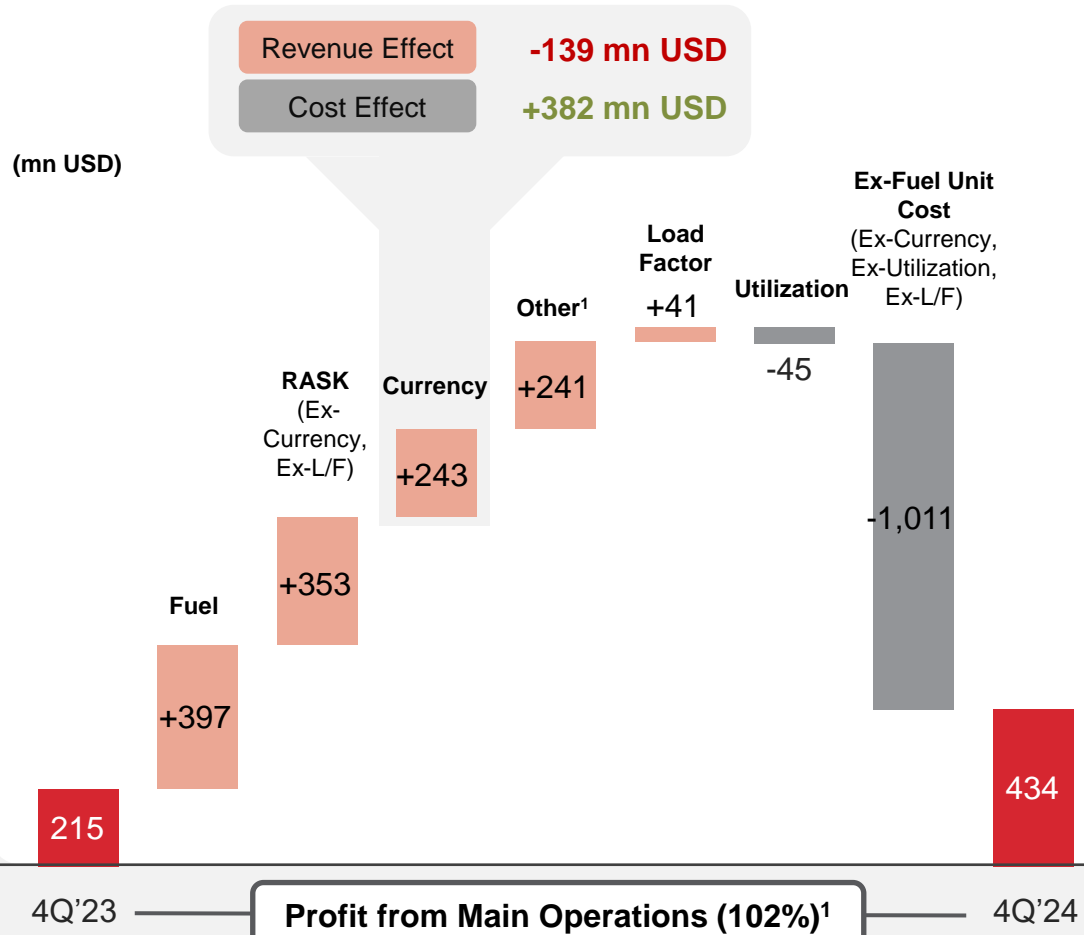 Revenue Effect -139 mn USD
Cost Effect +382 mn USD
(mn USD)
215
Fuel
+397
RASK
(Ex-
Currency,
Ex-L/F)
+353
Currency
+243
Other¹
+241
Load
Factor
+41
Utilization
-45
Ex-Fuel Unit
Cost
(Ex-Currency,
Ex-Utilization,
Ex-L/F)
-1,011
434
4Q’23
Profit from Main Operations (102%)¹
4Q’24